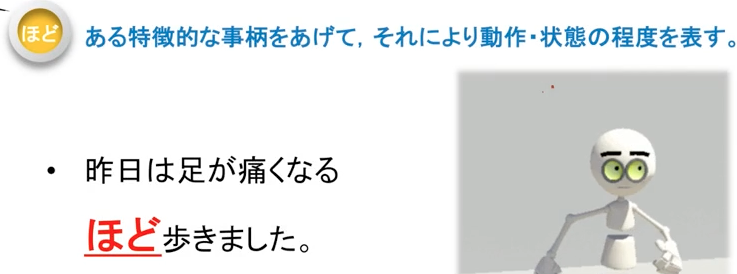 ほど
ある特徴的な事柄をあげて，それにより動作・状態の程度を表す。
• 昨日は足が痛くなる
ほど歩きました。